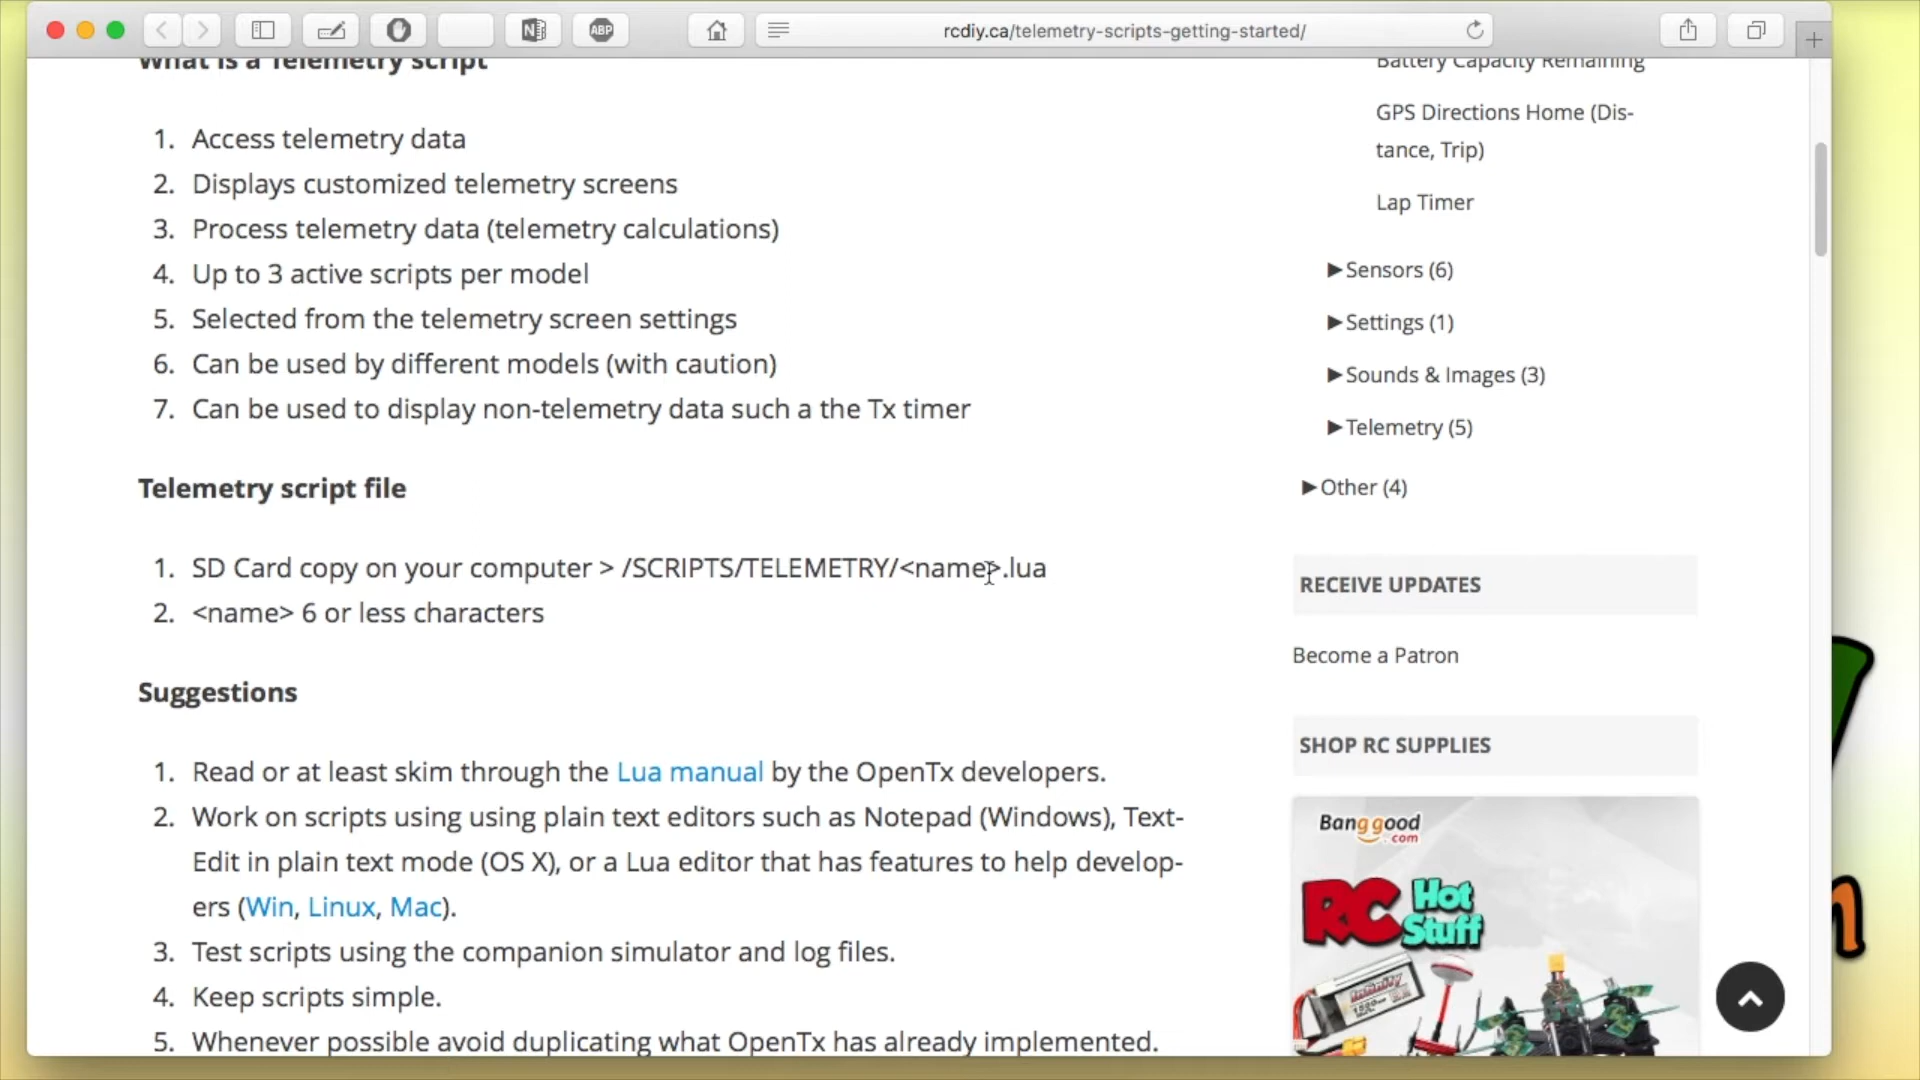 rcdiy.ca/telemetry-scripts-getting-started/
ABP
What is a Telemetry script
1. Access telemetry data
2. Displays customized telemetry screens
3. Process telemetry data (telemetry calculations)
4. Up to 3 active scripts per model
5. Selected from the telemetry screen settings
6. Can be used by different models (with caution)
7. Can be used to display non-telemetry data such a the Tx timer
Telemetry script file
1. SD Card copy on your computer > /SCRIPTS/TELEMETRY/<name>.lua
2. <name> 6 or less characters
Suggestions
1. Read or at least skim through the Lua manual by the OpenTx developers.
2. Work on scripts using using plain text editors such as Notepad (Windows), Text-
Edit in plain text mode (OS X), or a Lua editor that has features to help develop-
ers (Win, Linux, Mac).
3. Test scripts using the companion simulator and log files.
4. Keep scripts simple.
5. Whenever possible avoid duplicating what OpenTx has already implemented.
Battery Capacity Remaining
GPS Directions Home (Dis-
tance, Trip)
Lap Timer
►Sensors (6)
►Settings (1)
►Sounds & Images (3)
►Telemetry (5)
►Other (4)
RECEIVE UPDATES
Become a Patron
SHOP RC SUPPLIES
Banggood
.com
RC Hot
Stuff